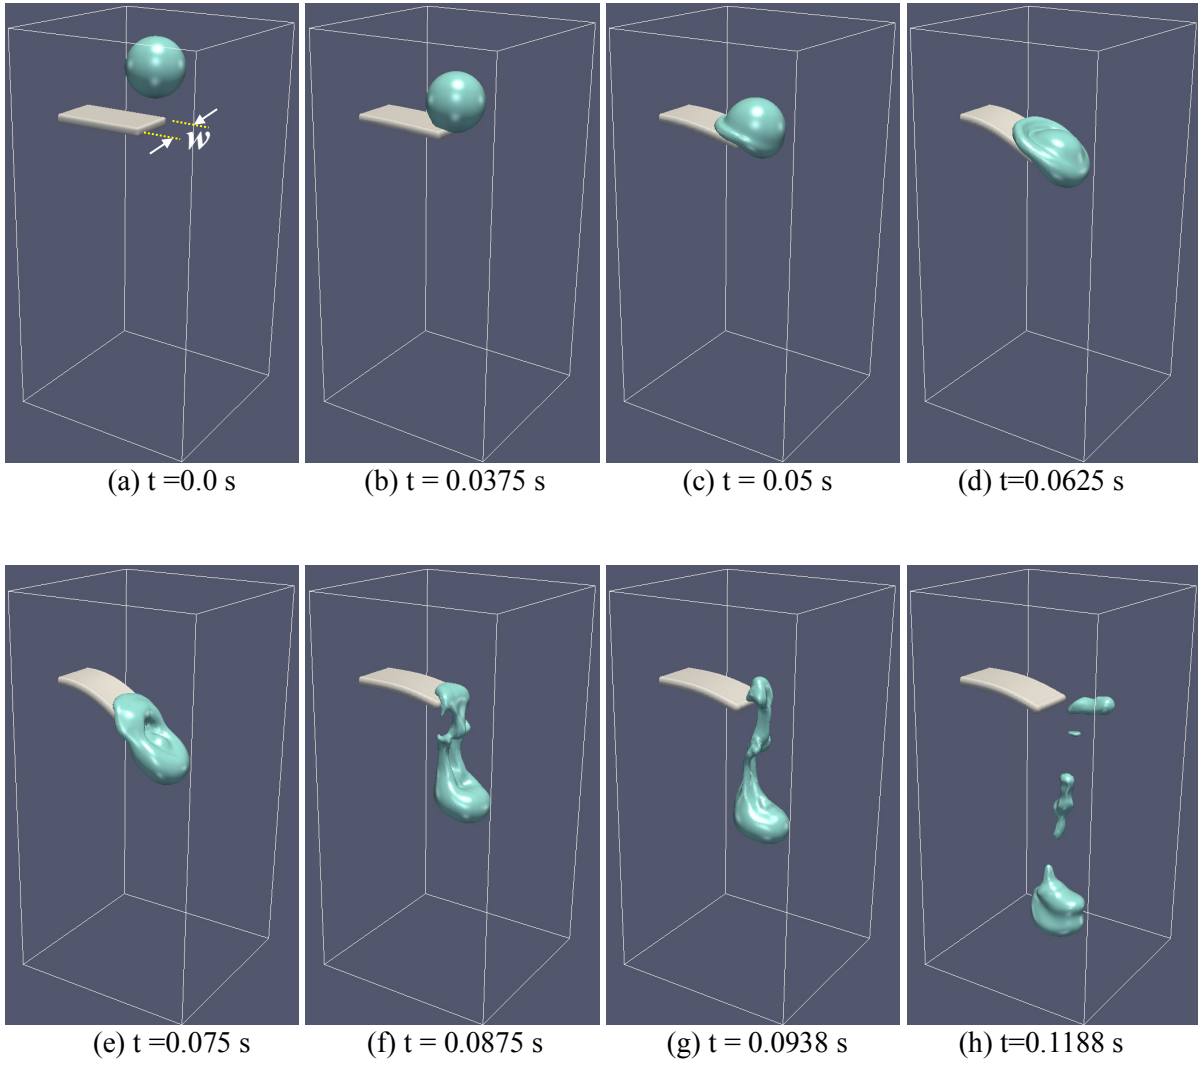 w
(a) t =0.0 s
(b) t = 0.0375 s
(c) t = 0.05 s
(d) t=0.0625 s
(e) t =0.075 s
(f) t = 0.0875 s
(g) t = 0.0938 s
(h) t=0.1188 s